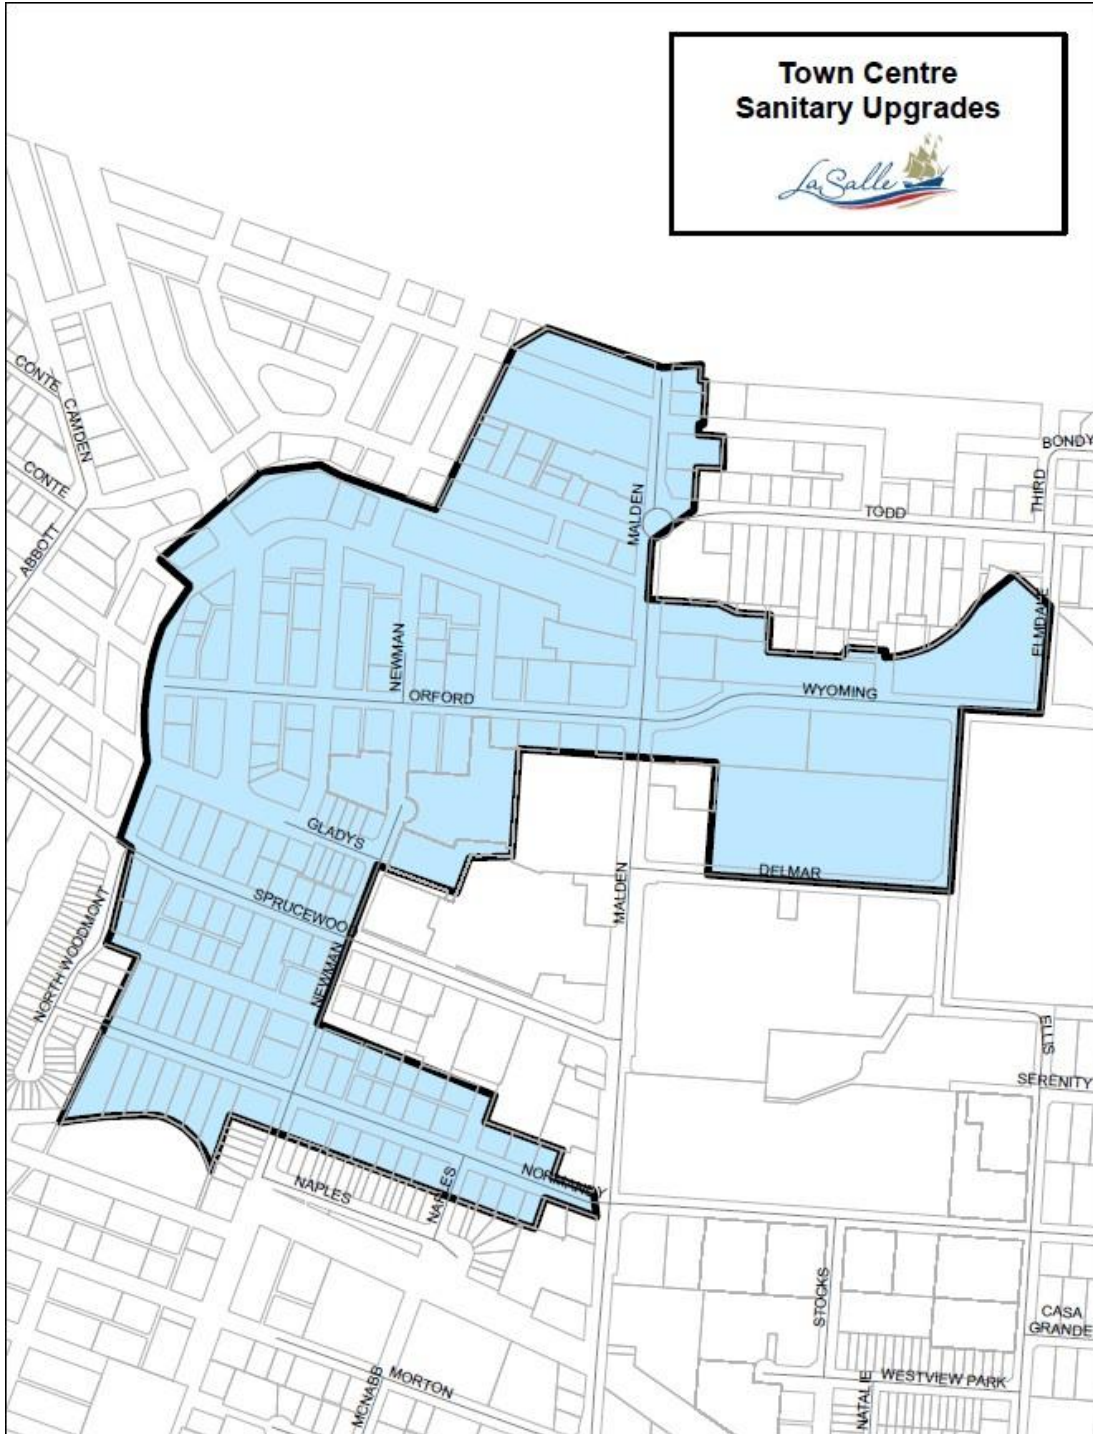 Town Centre
Sanitary Upgrades
LaSalle
CONTE
CAMDEN
CONTE
ABBOTT
MALDEN
TODD
THIRD
BONDY
ELMDALE
NEWMAN
ORFORD
WYOMING
GLADYS
DELMAR
MALDEN
SPRUCEWOO
NORTH WOODMONT
NEWMAN
ELLIS
SERENITY
NORMANDY
NAPLES
NAPLES
STOCKS
CASA
GRANDE
WESTVIEW PARK
NATALIE
MCNABB
MORTON